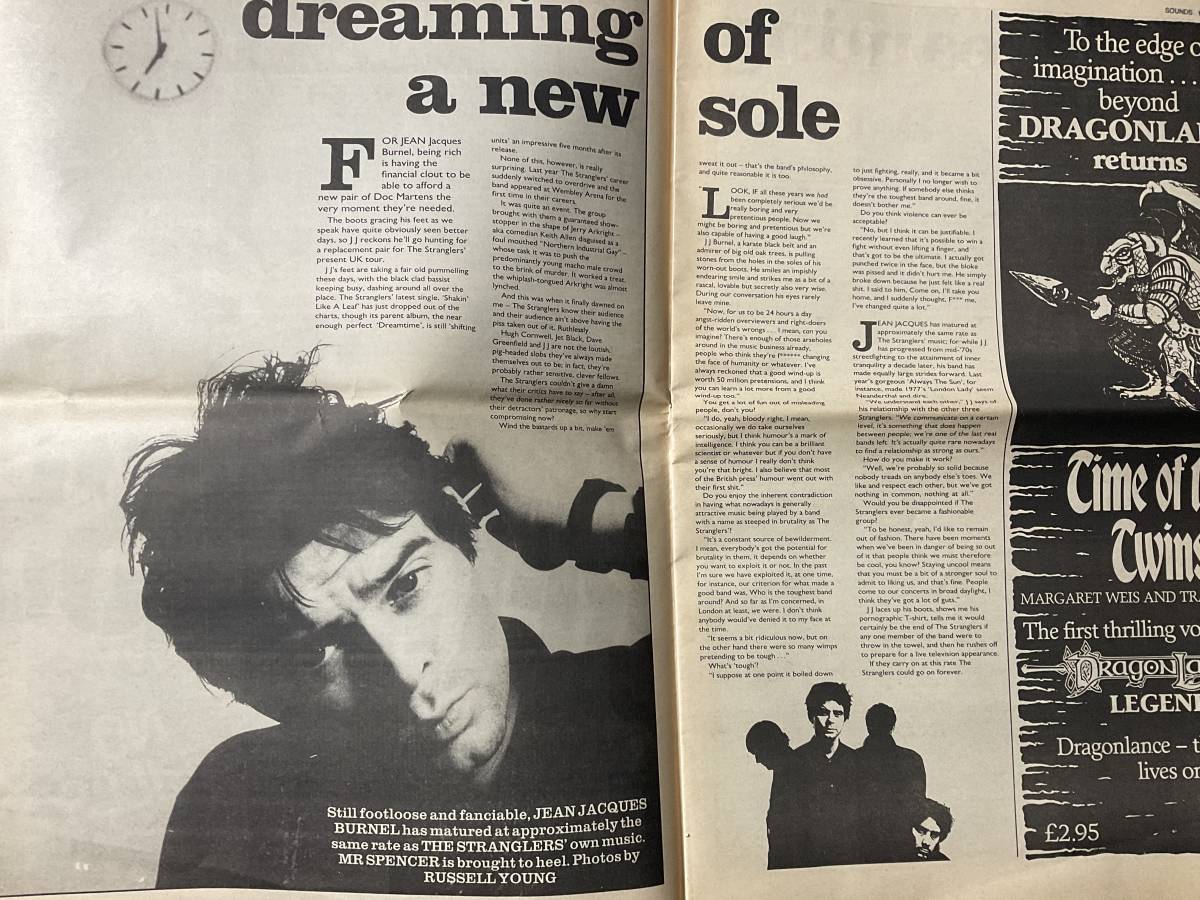 dreaming
a new
FOR JEAN Jacques
Burnel, being rich
is having the
financial clout to be
able to afford a
new pair of Doc Martens the
very moment they're needed.
The boots gracing his feet as we
speak have quite obviously seen better
days, so JJ reckons he'll go hunting for
a replacement pair for The Stranglers'
present UK tour.
JJ's feet are taking a fair old pummelling
these days, with the black clad bassist
keeping busy, dashing around all over the
place. The Stranglers' latest single, 'Shakin'
Like A Leaf' has just dropped out of the
charts, though its parent album, the near
enough perfect 'Dreamtime', is still 'shifting
units' an impressive five months after its
release.
None of this, however, is really
surprising. Last year The Stranglers' career
suddenly switched to overdrive and the
band appeared at Wembley Arena for the
first time in their careers.
It was quite an event. The group
brought with them a guaranteed show-
stopper in the shape of Jerry Arkright –
aka comedian Keith Allen disguised as a
foul mouthed "Northern Industrial Gay" –
whose task it was to push the
predominantly young macho male crowd
to the brink of murder. It worked a treat,
the whiplash-tongued Arkright was almost
lynched.
And this was when it finally dawned on
me – The Stranglers know their audience
and their audience ain't above having the
piss taken out of it. Ruthlessly.
Hugh Cornwell, Jet Black, Dave
Greenfield and JJ are not the loutish,
pig-headed slobs they've always made
themselves out to be; in fact, they're
probably rather sensitive, clever fellows.
The Stranglers couldn't give a damn
what their critics have to say – after all,
they've done rather nicely so far without
their detractors' patronage, so why start
compromising now?
Wind the bastards up a bit, make 'em
Still footloose and fanciable, JEAN JACQUES
BURNEL has matured at approximately the
same rate as THE STRANGLERS' own music.
MR SPENCER is brought to heel. Photos by
RUSSELL YOUNG
SOUNDS
of
sole
sweat it out – that's the band's philosophy,
and quite reasonable it is too.
"LOOK, IF all these years we had
been completely serious we'd be
really boring and very
pretentious people. Now we
might be boring and pretentious but we're
also capable of having a good laugh."
JJ Burnel, a karate black belt and an
admirer of big old oak trees, is pulling
stones from the holes in the soles of his
worn-out boots. He smiles an impishly
endearing smile and strikes me as a bit of a
rascal, lovable but secretly also very wise.
During our conversation his eyes rarely
leave mine.
"Now, for us to be 24 hours a day
angst-ridden overviewers and right-doers
of the world's wrongs . . . I mean, can you
imagine? There's enough of those arseholes
around in the music business already,
people who think they're f****** changing
the face of humanity or whatever. I've
always reckoned that a good wind-up is
worth 50 million pretensions, and I think
you can learn a lot more from a good
wind-up too."
You get a lot of fun out of misleading
people, don't you?
"I do, yeah, bloody right. I mean,
occasionally we do take ourselves
seriously, but I think humour's a mark of
intelligence. I think you can be a brilliant
scientist or whatever but if you don't have
a sense of humour I really don't think
you're that bright. I also believe that most
of the British press' humour went out with
their first shit."
Do you enjoy the inherent contradiction
in having what nowadays is generally
attractive music being played by a band
with a name as steeped in brutality as The
Stranglers'?
"It's a constant source of bewilderment.
I mean, everybody's got the potential for
brutality in them, it depends on whether
you want to exploit it or not. In the past
I'm sure we have exploited it, at one time,
for instance, our criterion for what made a
good band was, Who is the toughest band
around? And so far as I'm concerned, in
London at least, we were. I don't think
anybody would've denied it to my face at
the time.
"It seems a bit ridiculous now, but on
the other hand there were so many wimps
pretending to be tough . . ."
What's 'tough'?
"I suppose at one point it boiled down
to just fighting, really, and it became a bit
obsessive. Personally I no longer wish to
prove anything. If somebody else thinks
they're the toughest band around, fine, it
doesn't bother me."
Do you think violence can ever be
acceptable?
"No, but I think it can be justifiable. I
recently learned that it's possible to win a
fight without even lifting a finger, and
that's got to be the ultimate. I actually got
punched twice in the face, but the bloke
was pissed and it didn't hurt me. He simply
broke down because he just felt like a real
shit. I said to him, Come on, I'll take you
home, and I suddenly thought, F*** me,
I've changed quite a lot."
JEAN JACQUES has matured at
approximately the same rate as
The Stranglers' music; for while JJ
has progressed from mid-'70s
streetfighting to the attainment of inner
tranquility a decade later, his band has
made equally large strides forward. Last
year's gorgeous 'Always The Sun', for
instance, made 1977's 'London Lady' seem
Neanderthal and dire.
"We understand each other," JJ says of
his relationship with the other three
Stranglers. "We communicate on a certain
level, it's something that does happen
between people; we're one of the last real
bands left. It's actually quite rare nowadays
to find a relationship as strong as ours."
How do you make it work?
"Well, we're probably so solid because
nobody treads on anybody else's toes. We
like and respect each other, but we've got
nothing in common, nothing at all."
Would you be disappointed if The
Stranglers ever became a fashionable
group?
"To be honest, yeah, I'd like to remain
out of fashion. There have been moments
when we've been in danger of being so out
of it that people think we must therefore
be cool, you know? Staying uncool means
that you must be a bit of a stronger soul to
admit to liking us, and that's fine. People
come to our concerts in broad daylight, I
think they've got a lot of guts."
JJ laces up his boots, shows me his
pornographic T-shirt, tells me it would
certainly be the end of The Stranglers if
any one member of the band were to
throw in the towel, and then he rushes off
to prepare for a live television appearance.
If they carry on at this rate The
Stranglers could go on forever.
To the edge o
imagination . . .
beyond
DRAGONLA
returns
Time of
Twins
MARGARET WEIS AND TR
The first thrilling vo
DRAGONLA
LEGEN
Dragonlance – t
lives o
£2.95